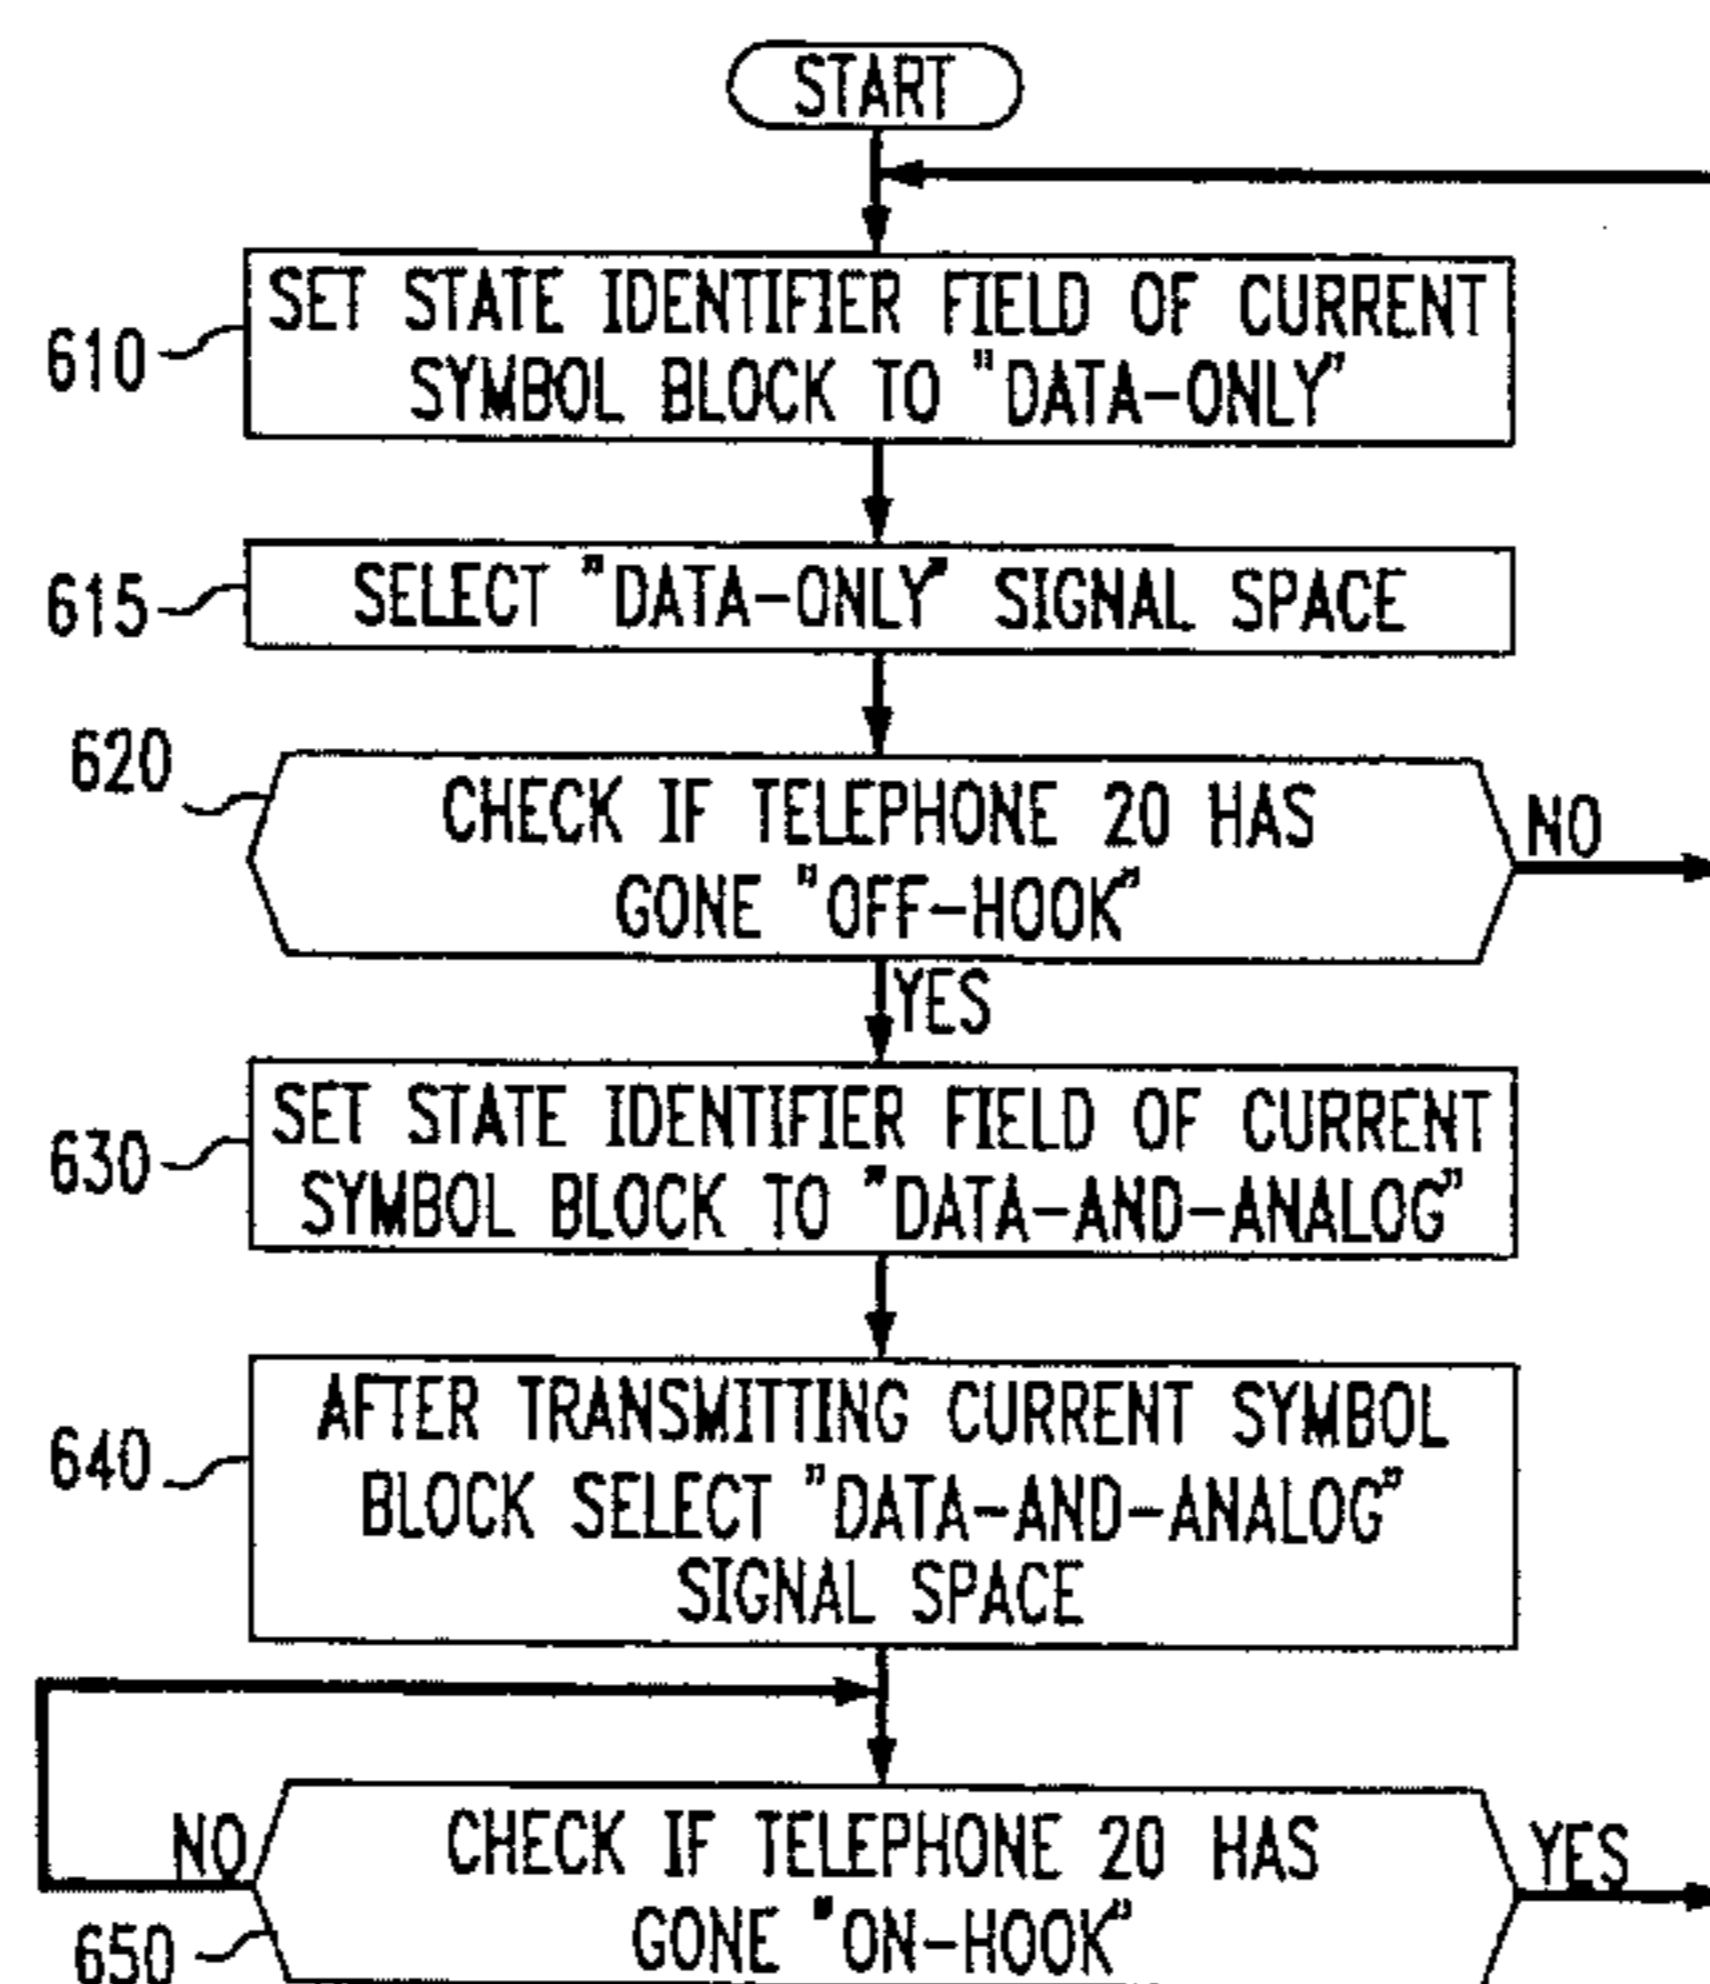 START
SET STATE IDENTIFIER FIELD OF CURRENT
SYMBOL BLOCK TO "DATA-ONLY"
610
SELECT "DATA-ONLY" SIGNAL SPACE
615
620
CHECK IF TELEPHONE 20 HAS
GONE "OFF-HOOK"
NO
YES
SET STATE IDENTIFIER FIELD OF CURRENT
SYMBOL BLOCK TO "DATA-AND-ANALOG"
630
AFTER TRANSMITTING CURRENT SYMBOL
BLOCK SELECT "DATA-AND-ANALOG"
SIGNAL SPACE
640
NO
CHECK IF TELEPHONE 20 HAS
GONE "ON-HOOK"
YES
650